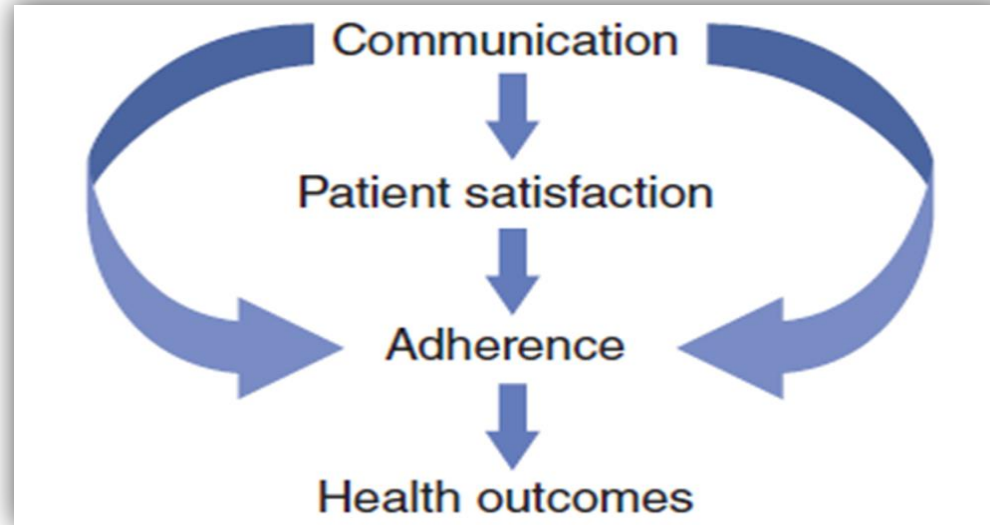 Communication
Patient satisfaction
Adherence
Health outcomes